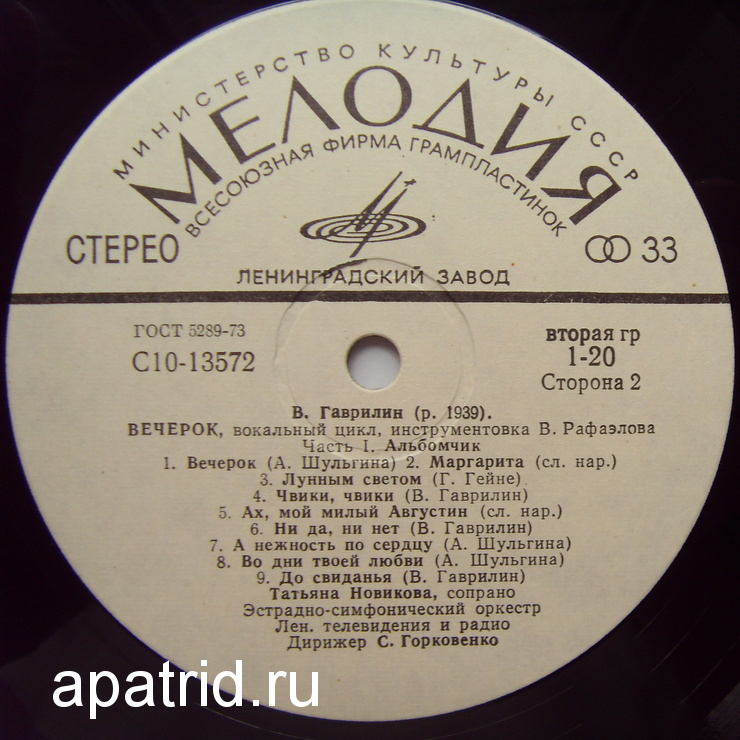 МИНИСТЕРСТВО КУЛЬТУРЫ СССР
МЕЛОДИЯ
ВСЕСОЮЗНАЯ ФИРМА ГРАМПЛАСТИНОК
СТЕРЕО
33
ЛЕНИНГРАДСКИЙ ЗАВОД
ГОСТ 5289-73
С10-13572
вторая гр
1-20
Сторона 2
В. Гаврилин (р. 1939).
ВЕЧЕРОК, вокальный цикл, инструментовка В. Рафаэлова
Часть I. Альбомчик
1. Вечерок (А. Шульгина) 2. Маргарита (сл. нар.)
3. Лунным светом (Г. Гейне)
4. Чвики, чвики (В. Гаврилин)
5. Ах, мой милый Августин (сл. нар.)
6. Ни да, ни нет (В. Гаврилин)
7. А нежность по сердцу (А. Шульгина)
8. Во дни твоей любви (А. Шульгина)
9. До свиданья (В. Гаврилин)
Татьяна Новикова, сопрано
Эстрадно-симфонический оркестр
Лен. телевидения и радио
Дирижер С. Горковенко
apatrid.ru